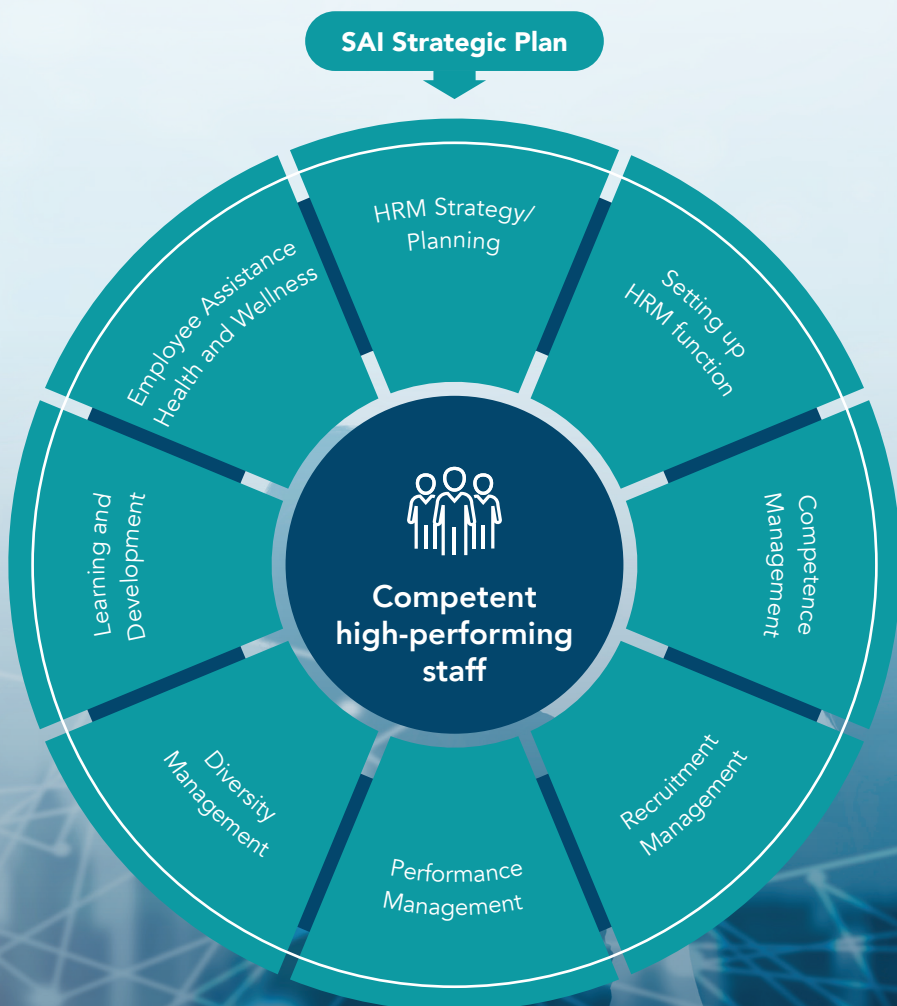 SAI Strategic Plan
HRM Strategy/
Planning
Setting up
HRM function
Competence
Management
Recruitment
Management
Performance
Management
Diversity
Management
Learning and
Development
Employee Assistance
Health and Wellness
Competent
high-performing
staff